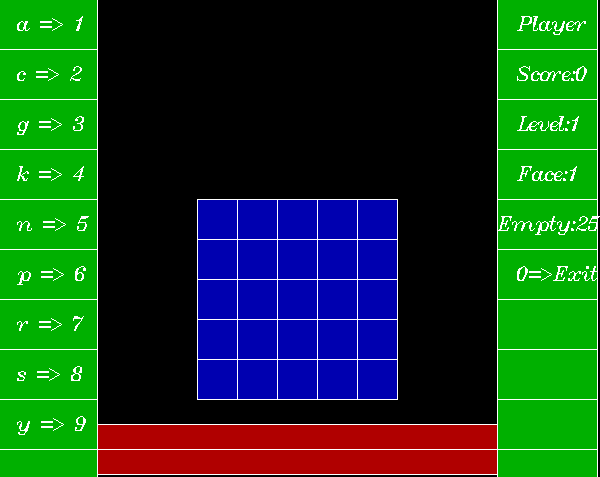 a => 1
c => 2
g => 3
k => 4
n => 5
p => 6
r => 7
s => 8
y => 9
Player
Score:0
Level:1
Face:1
Empty:25
0=>Exit